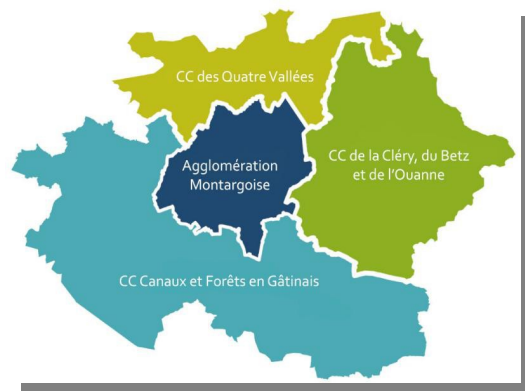 CC des Quatre Vallées
Agglomération
Montargoise
CC de la Cléry, du Betz
et de l'Ouanne
CC Canaux et Forêts en Gâtinais